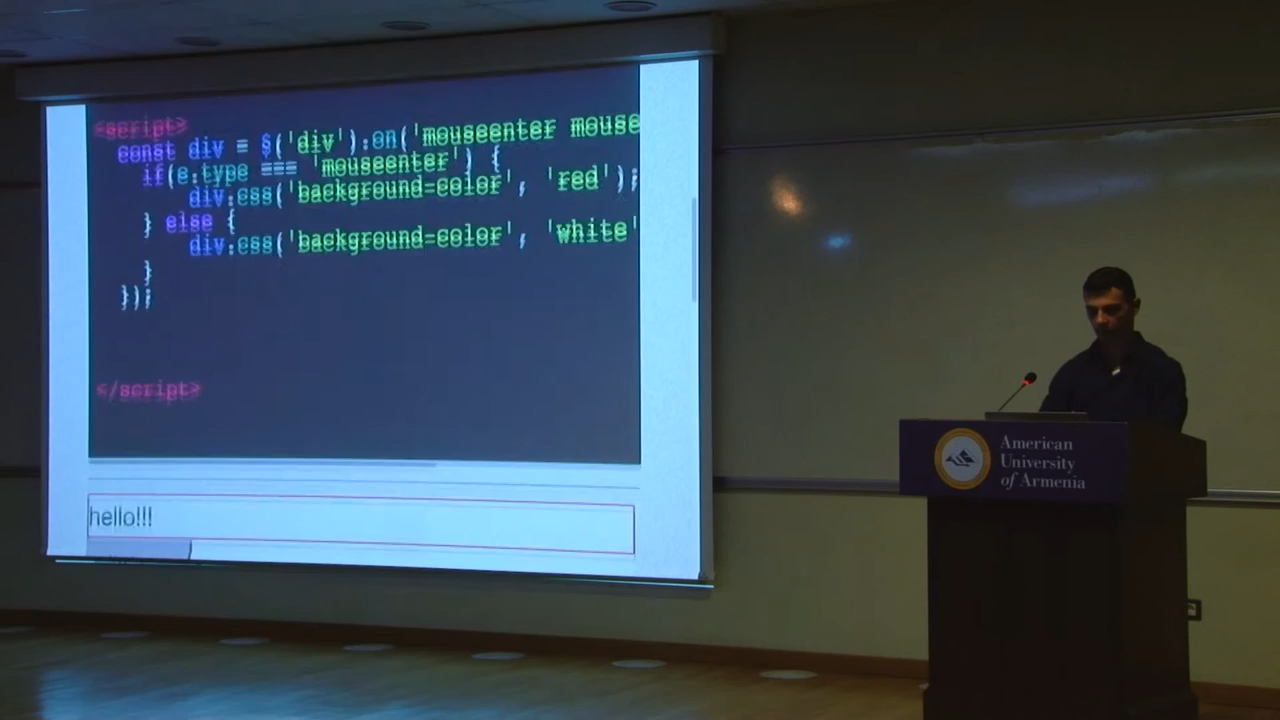 <script>
const div = $('div').on('mouseenter mouse
if(e.type === 'mouseenter') {
div.css('background-color', 'red');
} else {
div.css('background-color', 'white'
}
});
</script>
hello!!!
American
University
of Armenia